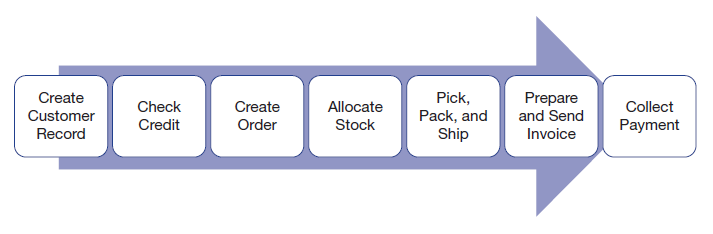 Create
Customer
Record
Check
Credit
Create
Order
Allocate
Stock
Pick,
Pack, and
Ship
Prepare
and Send
Invoice
Collect
Payment